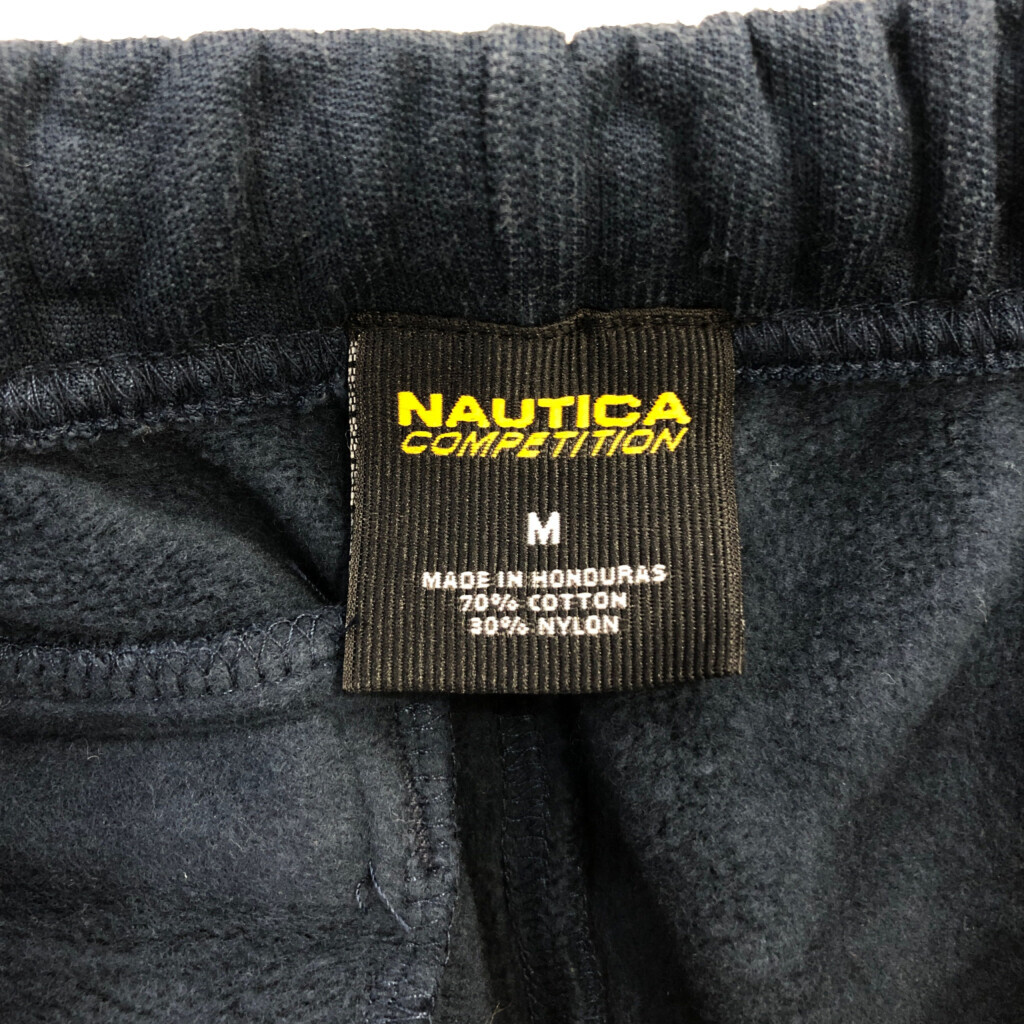 NAUTICA
COMPETITION
M
MADE IN HONDURAS
70% COTTON
30% NYLON